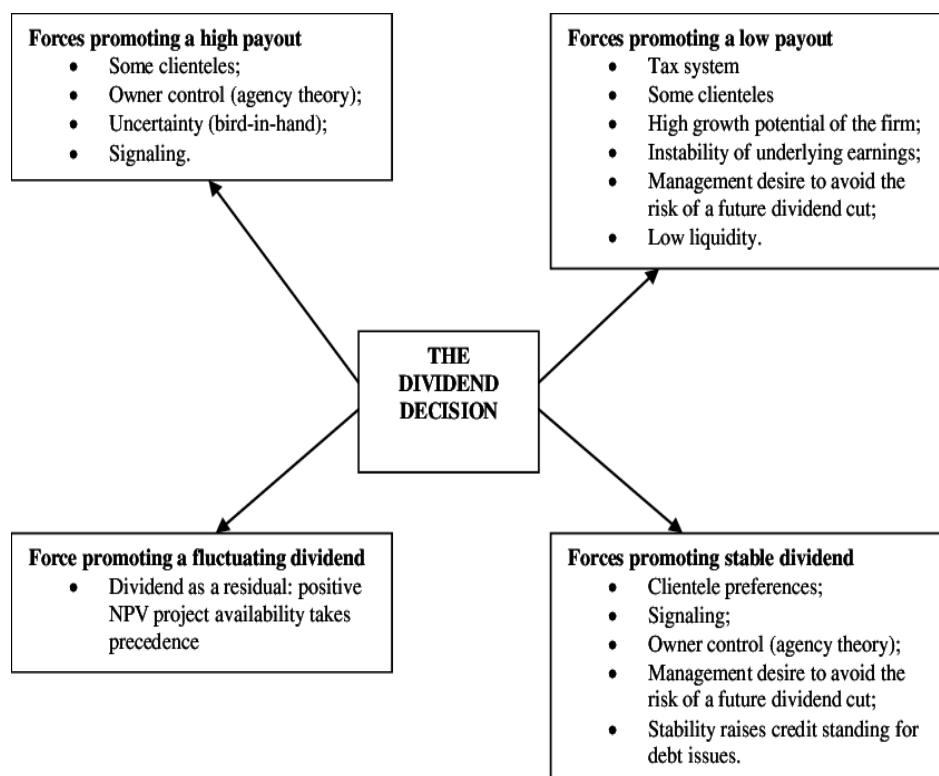 Forces promoting a high payout
• Some clienteles;
• Owner control (agency theory);
• Uncertainty (bird-in-hand);
• Signaling.
Forces promoting a low payout
• Tax system
• Some clienteles
• High growth potential of the firm;
• Instability of underlying earnings;
• Management desire to avoid the
risk of a future dividend cut;
• Low liquidity.
THE
DIVIDEND
DECISION
Force promoting a fluctuating dividend
• Dividend as a residual: positive
NPV project availability takes
precedence
Forces promoting stable dividend
• Clientele preferences;
• Signaling;
• Owner control (agency theory);
• Management desire to avoid the
risk of a future dividend cut;
• Stability raises credit standing for
debt issues.